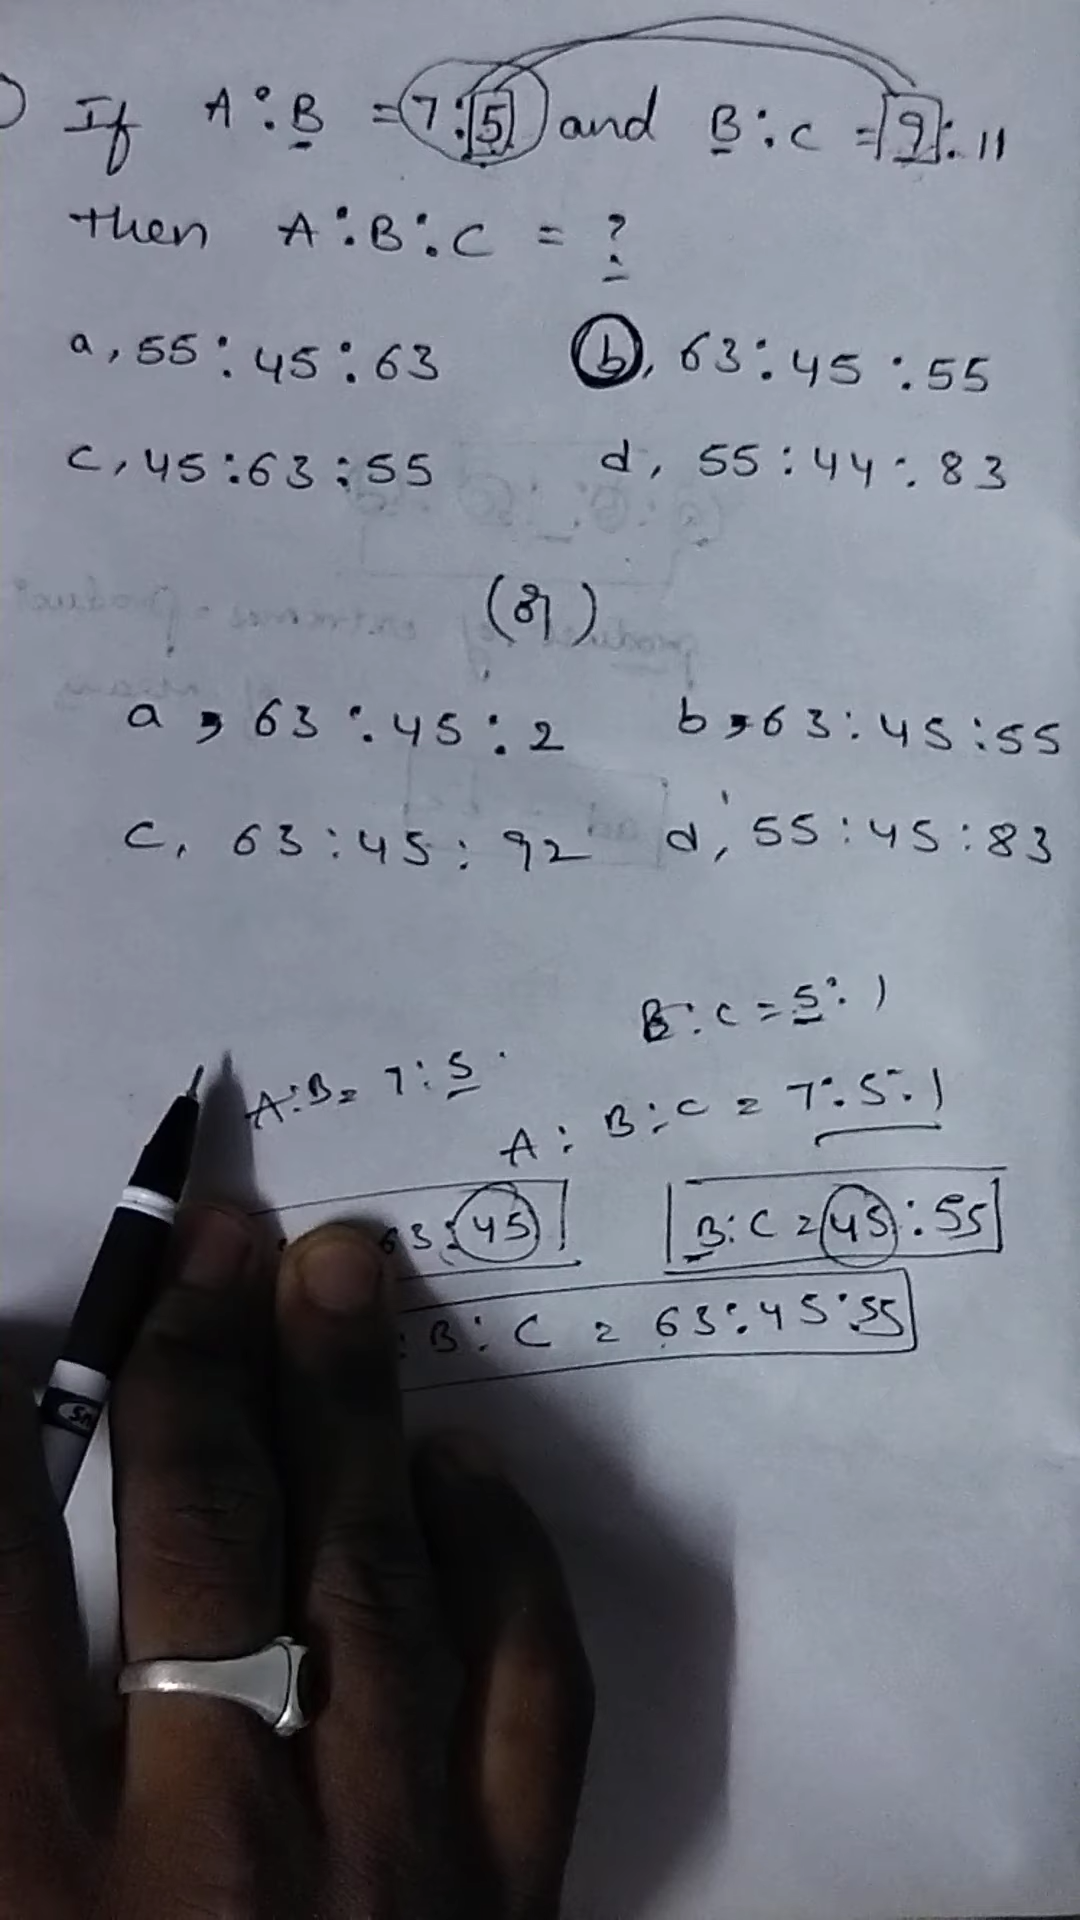 If A:B = 7:5 and B:C = 9:11
then A:B:C = ?
a, 55:45:63 b, 63:45:55
c, 45:63:55 d, 55:44:83
(or)
a, 63:45:2 b, 63:45:55
c, 63:45:92 d, 55:45:83
B:C = 5:1
A:B = 7:5
A:B:C = 7:5:1
63:45 B:C = 45:55
:B:C = 63:45:55